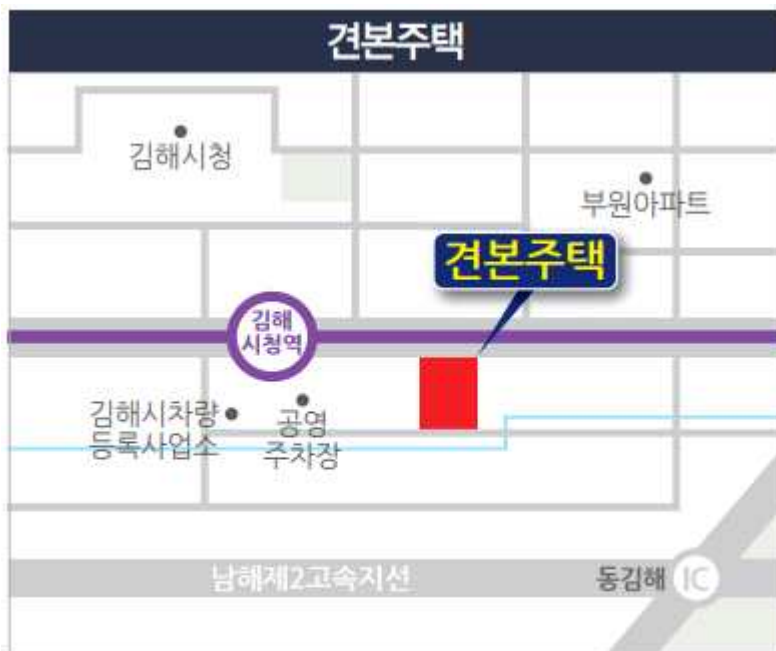 견본주택
김해시청
부원아파트
견본주택
김해
시청역
김해시차량
등록사업소
공영
주차장
남해제2고속지선
동김해 IC